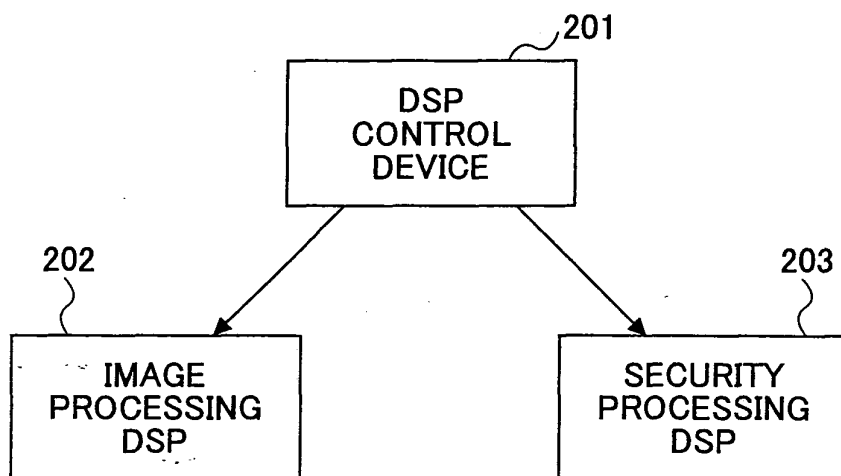 201
DSP
CONTROL
DEVICE
202
203
IMAGE
PROCESSING
DSP
SECURITY
PROCESSING
DSP